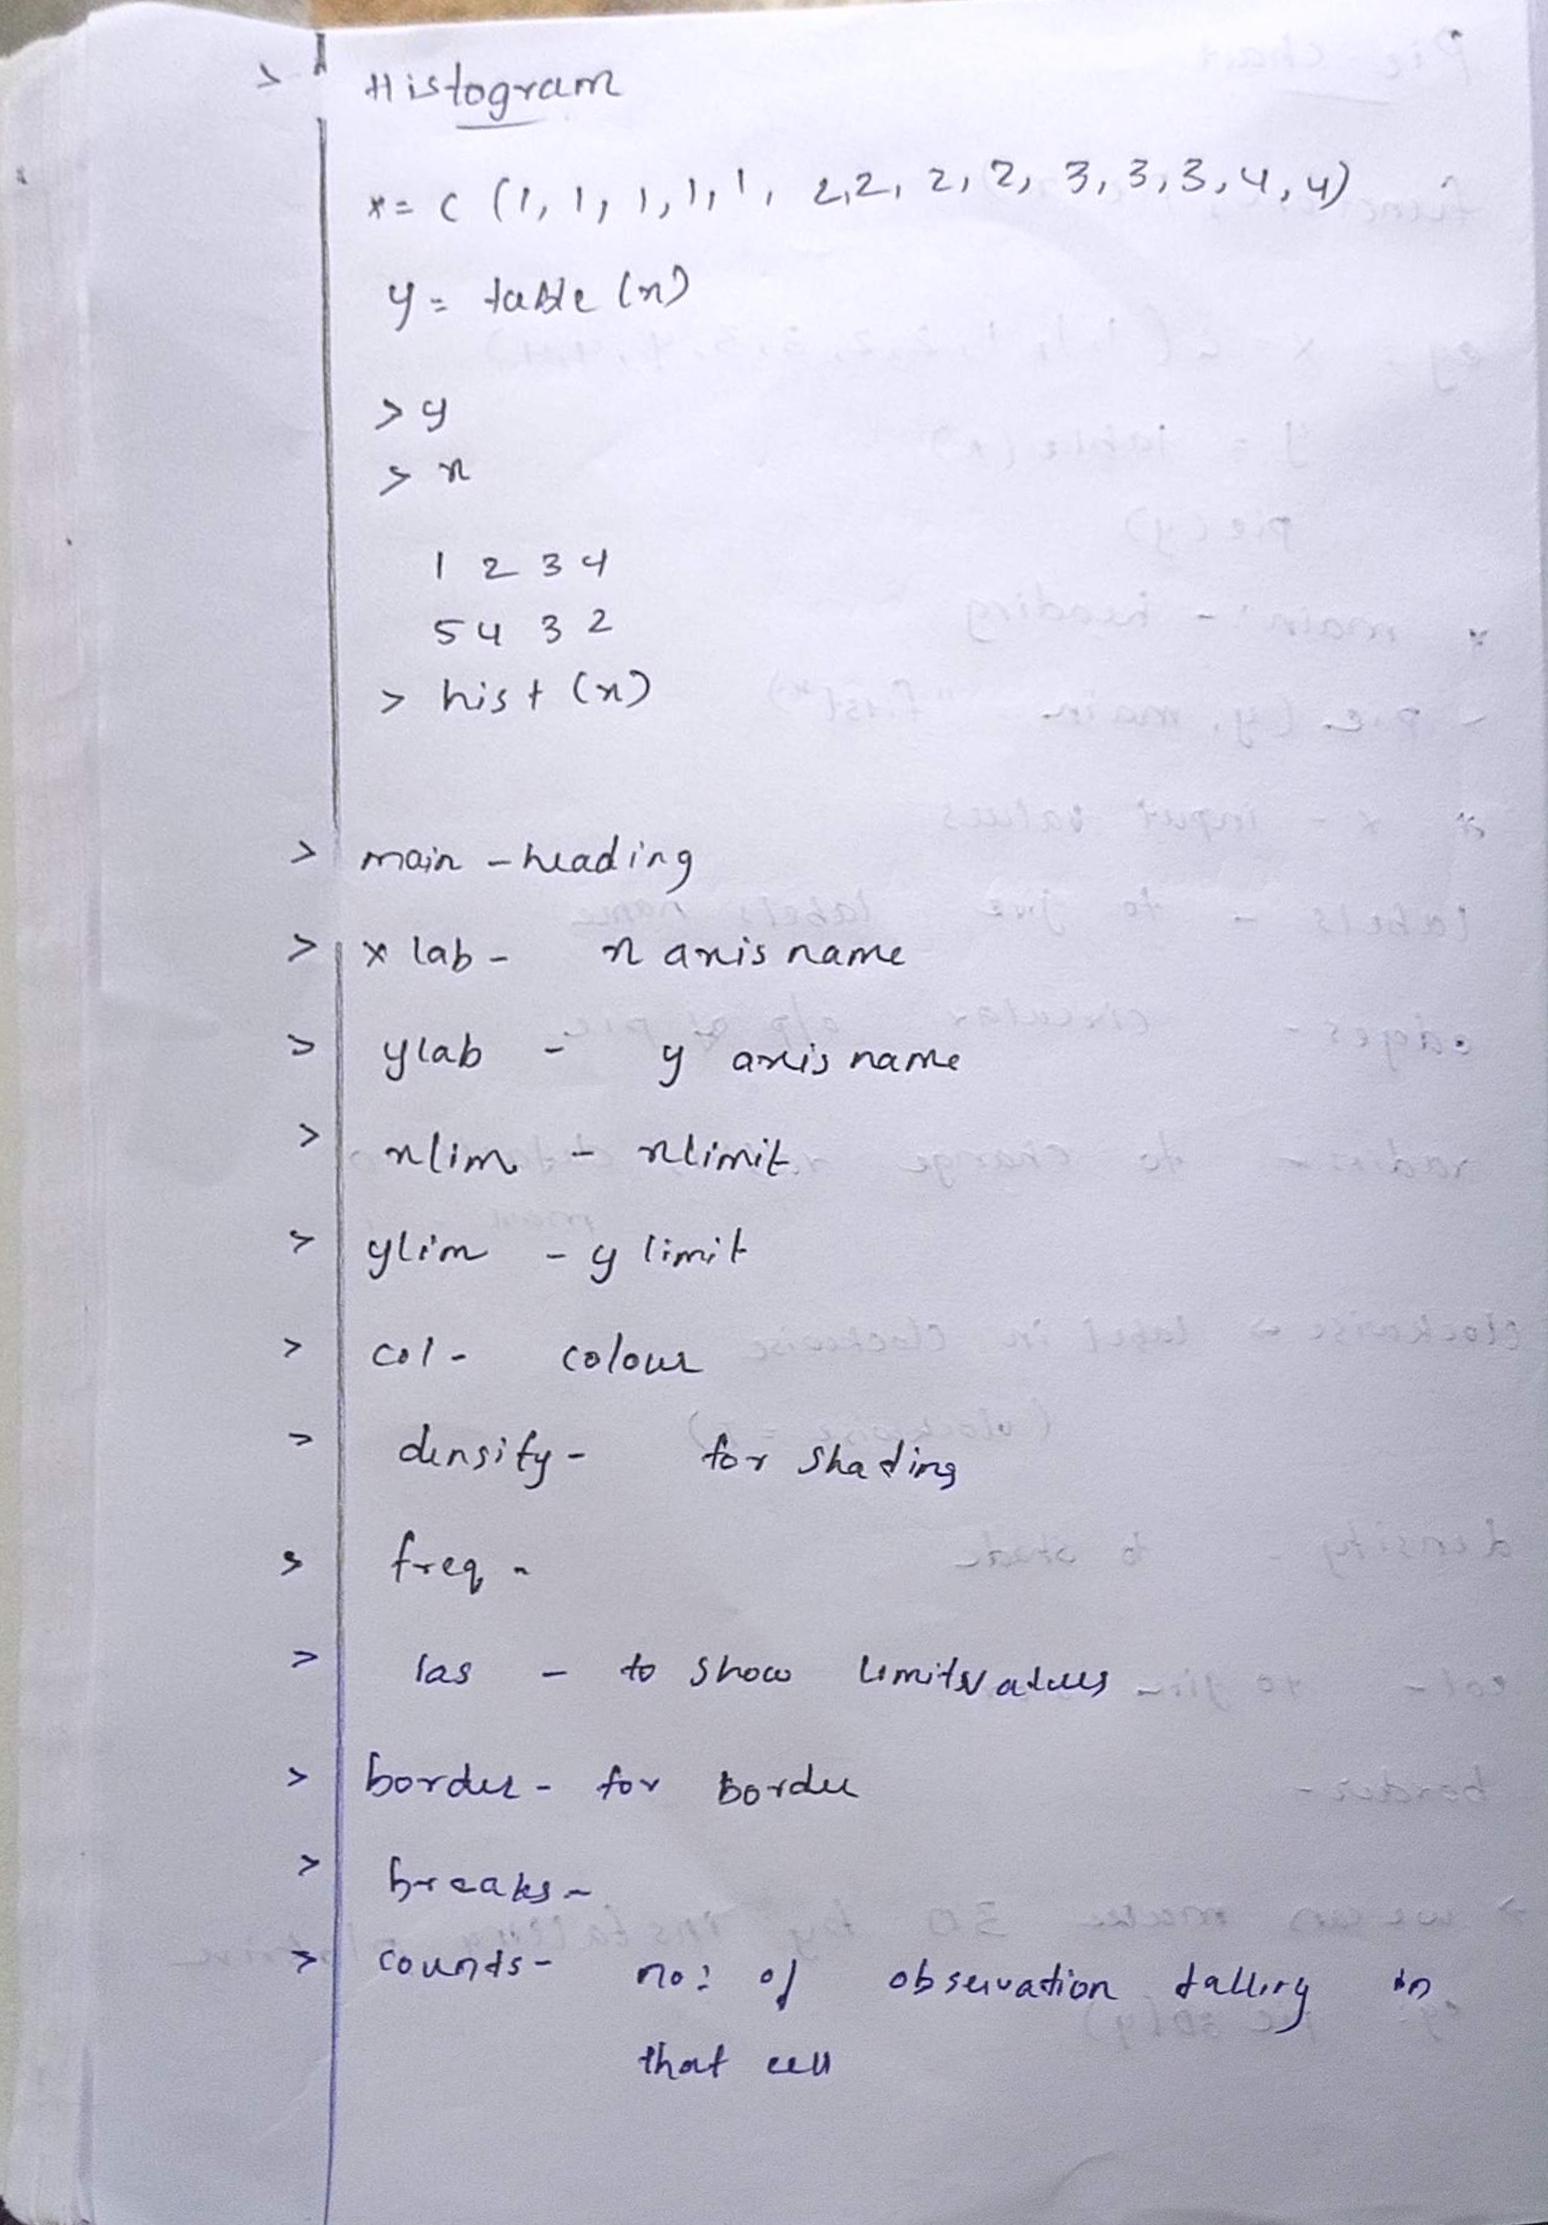 > Histogram
x = c (1, 1, 1, 1, 1, 2, 2, 2, 2, 3, 3, 3, 4, 4)
y = table (x)
> y
> x
1 2 3 4
5 4 3 2
> hist (x)
> main - heading
> x lab - x axis name
> ylab - y axis name
> xlim - xlimit
> ylim - y limit
> col - colour
> density - for shading
> freq -
> las - to show limitsvalues
> border - for border
> breaks -
> counts - no: of observation falling in
that cell